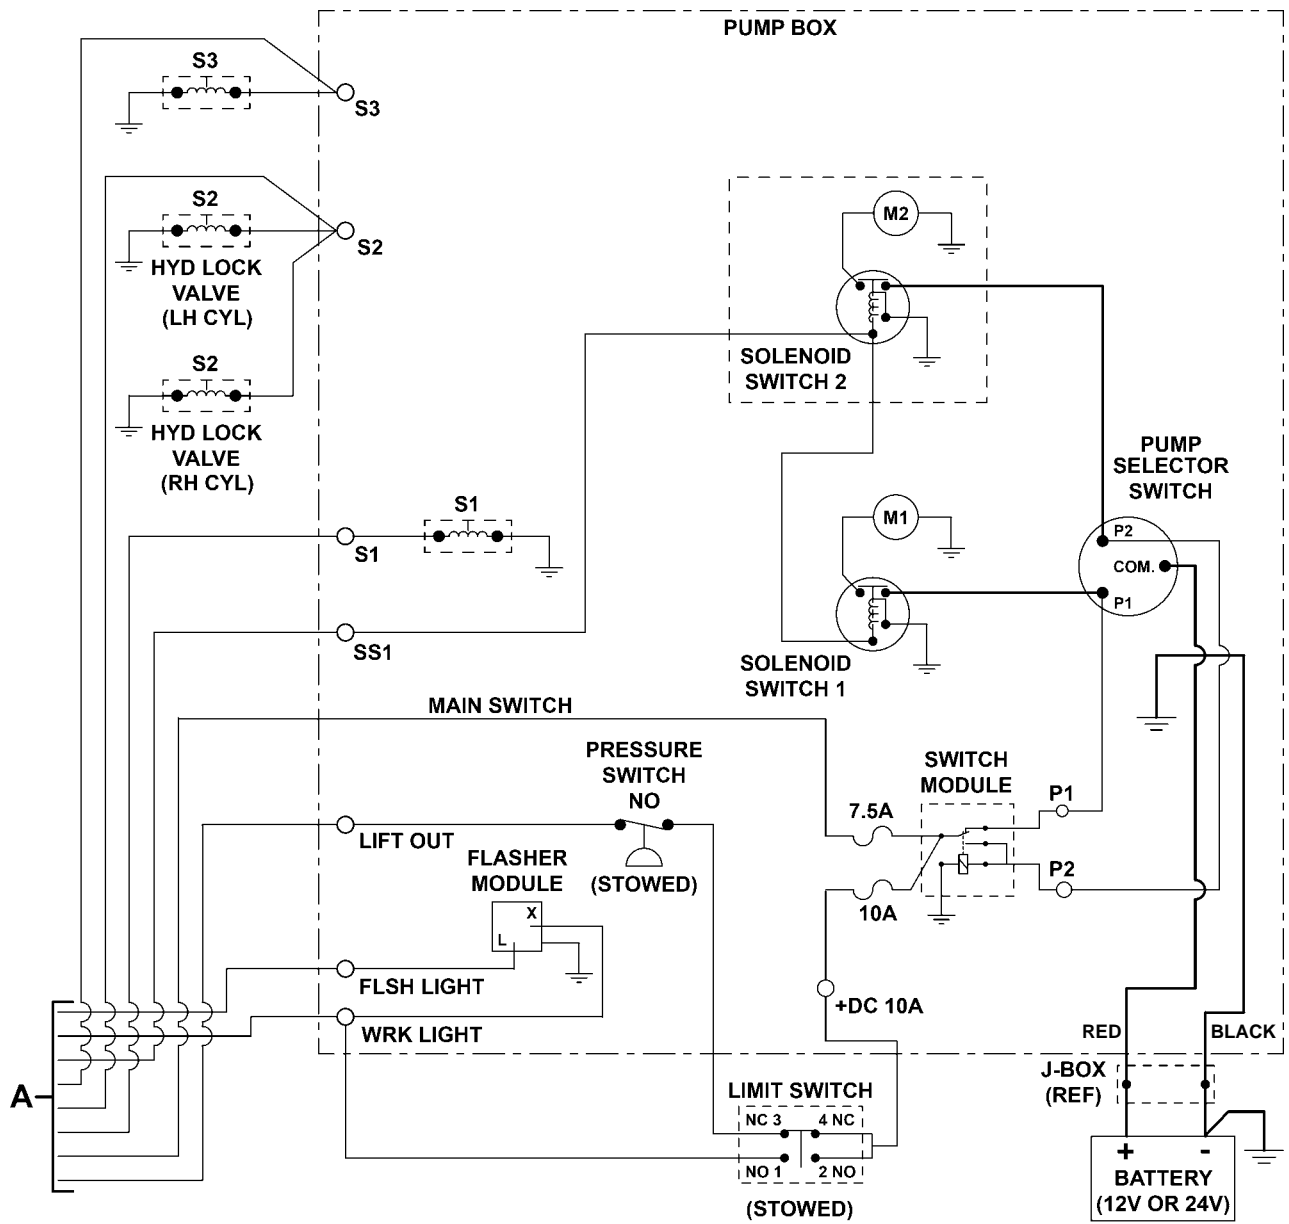 PUMP BOX
S3
S3
S2
S2
HYD LOCK
VALVE
(LH CYL)
S2
HYD LOCK
VALVE
(RH CYL)
M2
SOLENOID
SWITCH 2
PUMP
SELECTOR
SWITCH
P2
COM.
P1
S1
S1
M1
SOLENOID
SWITCH 1
SS1
MAIN SWITCH
PRESSURE
SWITCH
NO
(STOWED)
LIFT OUT
FLASHER
MODULE
X
L
7.5A
10A
SWITCH
MODULE
P1
P2
FLSH LIGHT
WRK LIGHT
+DC 10A
RED
BLACK
A
LIMIT SWITCH
NC 3
4 NC
NO 1
2 NO
(STOWED)
J-BOX
(REF)
+
-
BATTERY
(12V OR 24V)